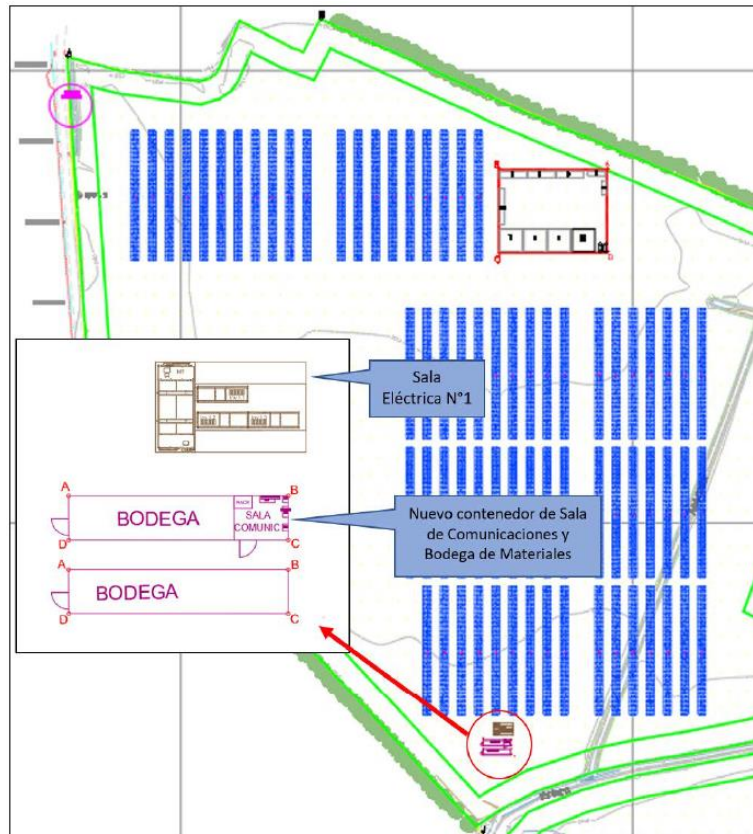 Sala
Eléctrica N°1
A
B
BODEGA
SALA
COMUNIC
D
C
Nuevo contenedor de Sala
de Comunicaciones y
Bodega de Materiales
A
B
BODEGA
D
C